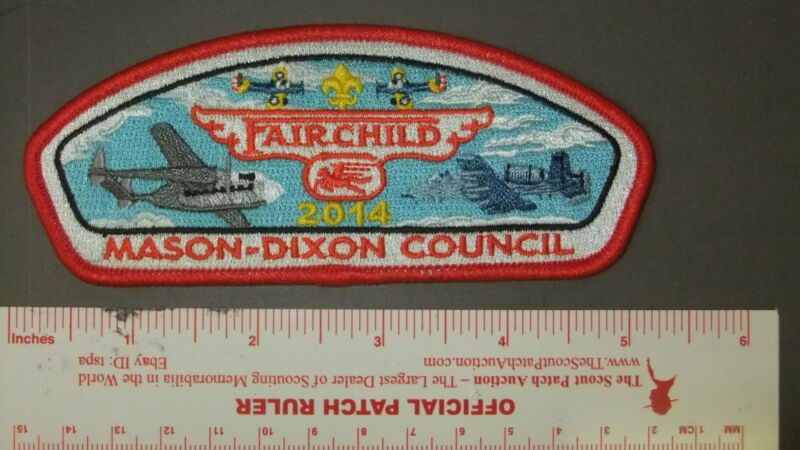 FAIRCHILD
2014
MASON-DIXON COUNCIL
Inches 1 2 3 4 5 6
The Scout Patch Auction – The Largest Dealer of Scouting Memorabilia in the World
www.TheScoutPatchAuction.com Ebay ID: tspa
OFFICIAL PATCH RULER
MM 1 CM 2 3 4 5 6 7 8 9 10 11 12 13 14 15